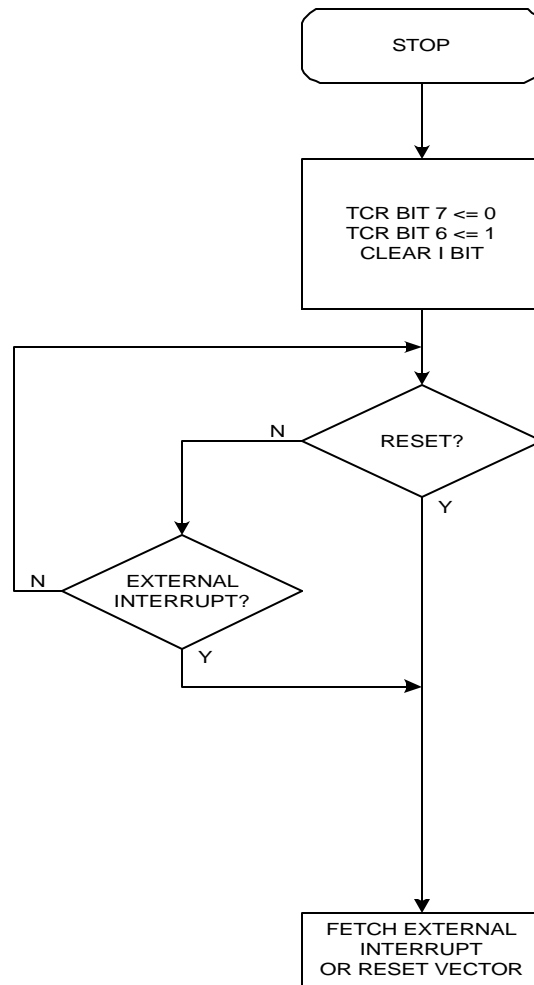 STOP
TCR BIT 7 <= 0
TCR BIT 6 <= 1
CLEAR I BIT
N
RESET?
Y
N
EXTERNAL
INTERRUPT?
Y
FETCH EXTERNAL
INTERRUPT
OR RESET VECTOR